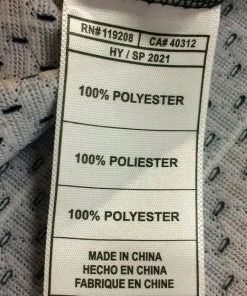 RN# 119208 CA# 40312
HY / SP 2021
100% POLYESTER
100% POLIESTER
100% POLYESTER
MADE IN CHINA
HECHO EN CHINA
FABRIQUE EN CHINE